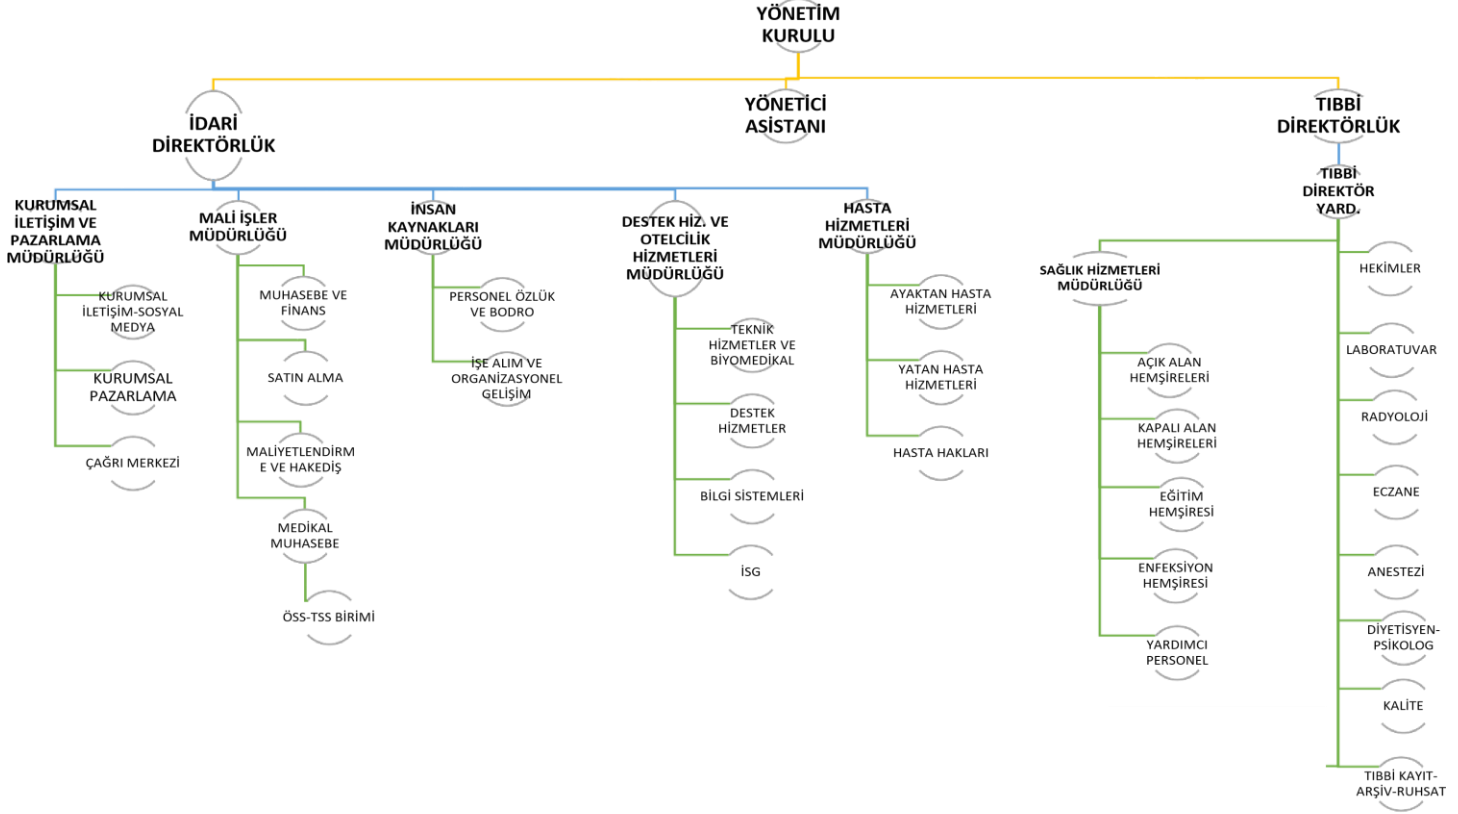 YÖNETİM
KURULU
İDARİ
DİREKTÖRLÜK
YÖNETİCİ
ASİSTANI
TIBBİ
DİREKTÖRLÜK
KURUMSAL
İLETİŞİM VE
PAZARLAMA
MÜDÜRLÜĞÜ
KURUMSAL
İLETİŞİM-SOSYAL
MEDYA
KURUMSAL
PAZARLAMA
ÇAĞRI MERKEZİ
MALİ İŞLER
MÜDÜRLÜĞÜ
MUHASEBE VE
FİNANS
SATIN ALMA
MALİYETLENDİRM
E VE HAKEDİŞ
MEDİKAL
MUHASEBE
ÖSS-TSS BİRİMİ
İNSAN
KAYNAKLARI
MÜDÜRLÜĞÜ
PERSONEL ÖZLÜK
VE BODRO
İŞE ALIM VE
ORGANİZASYONEL
GELİŞİM
DESTEK HİZ. VE
OTELCİLİK
HİZMETLERİ
MÜDÜRLÜĞÜ
TEKNİK
HİZMETLER VE
BİYOMEDİKAL
DESTEK
HİZMETLER
BİLGİ SİSTEMLERİ
İSG
HASTA
HİZMETLERİ
MÜDÜRLÜĞÜ
AYAKTAN HASTA
HİZMETLERİ
YATAN HASTA
HİZMETLERİ
HASTA HAKLARI
TIBBİ
DİREKTÖR
YARD.
SAĞLIK HİZMETLERİ
MÜDÜRLÜĞÜ
AÇIK ALAN
HEMŞİRELERİ
KAPALI ALAN
HEMŞİRELERİ
EĞİTİM
HEMŞİRESİ
ENFEKSİYON
HEMŞİRESİ
YARDIMCI
PERSONEL
HEKİMLER
LABORATUVAR
RADYOLOJİ
ECZANE
ANESTEZİ
DİYETİSYEN-
PSİKOLOG
KALİTE
TIBBİ KAYIT-
ARŞİV-RUHSAT